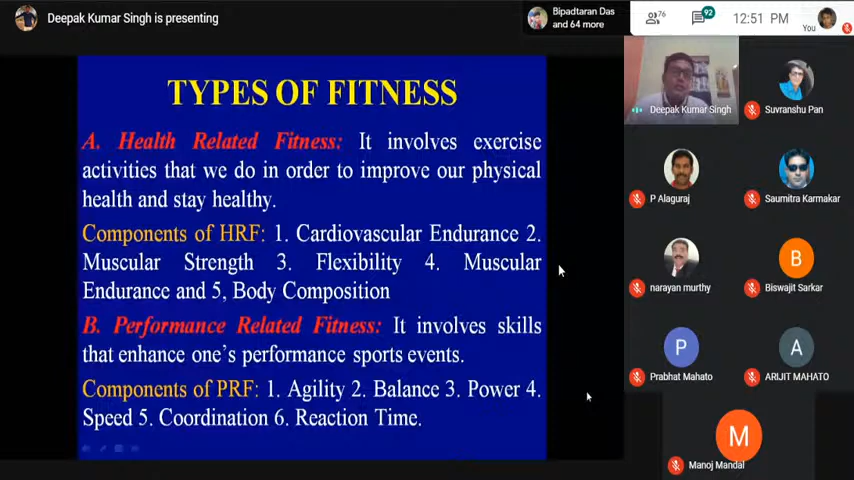 Deepak Kumar Singh is presenting
Bipadtaran Das
and 64 more
76
92
12:51 PM
You
TYPES OF FITNESS
A. Health Related Fitness: It involves exercise
activities that we do in order to improve our physical
health and stay healthy.
Components of HRF: 1. Cardiovascular Endurance 2.
Muscular Strength 3. Flexibility 4. Muscular
Endurance and 5, Body Composition
B. Performance Related Fitness: It involves skills
that enhance one's performance sports events.
Components of PRF: 1. Agility 2. Balance 3. Power 4.
Speed 5. Coordination 6. Reaction Time.
Deepak Kumar Singh
Suvranshu Pan
P Alaguraj
Saumitra Karmakar
narayan murthy
B
Biswajit Sarkar
P
Prabhat Mahato
A
ARIJIT MAHATO
M
Manoj Mandal